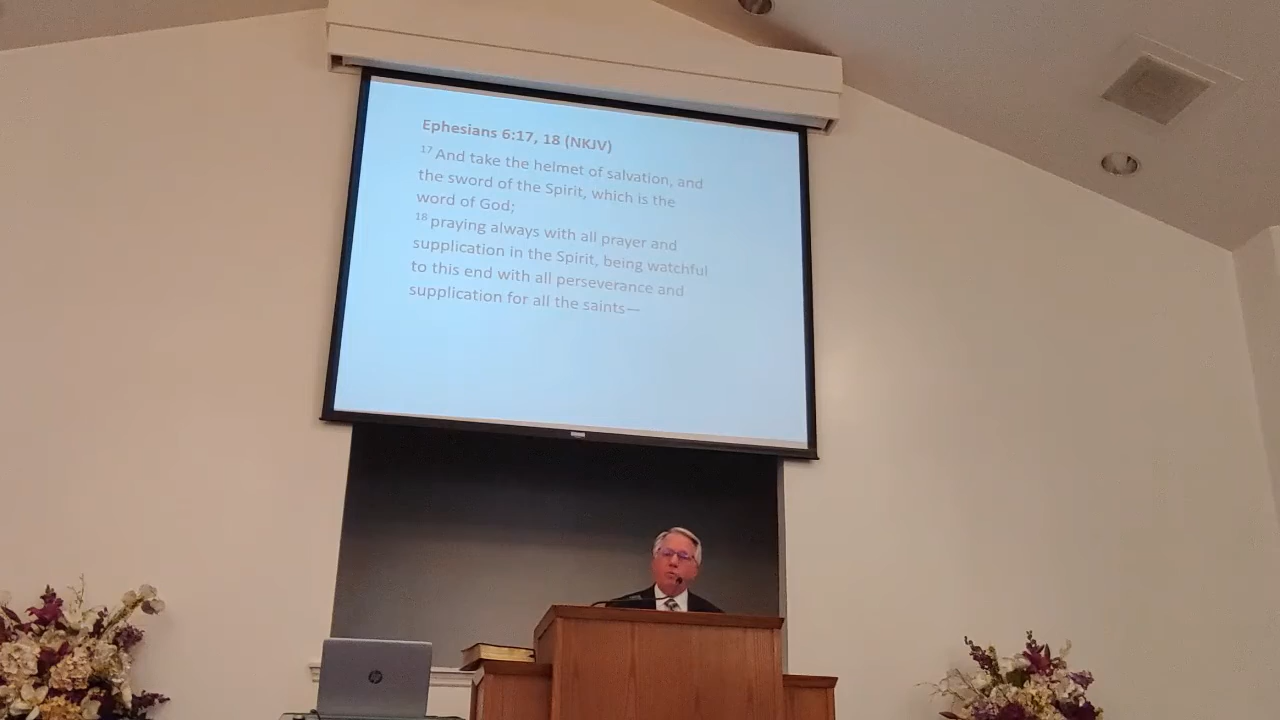 Ephesians 6:17, 18 (NKJV)
17 And take the helmet of salvation, and
the sword of the Spirit, which is the
word of God;
18 praying always with all prayer and
supplication in the Spirit, being watchful
to this end with all perseverance and
supplication for all the saints—
hp